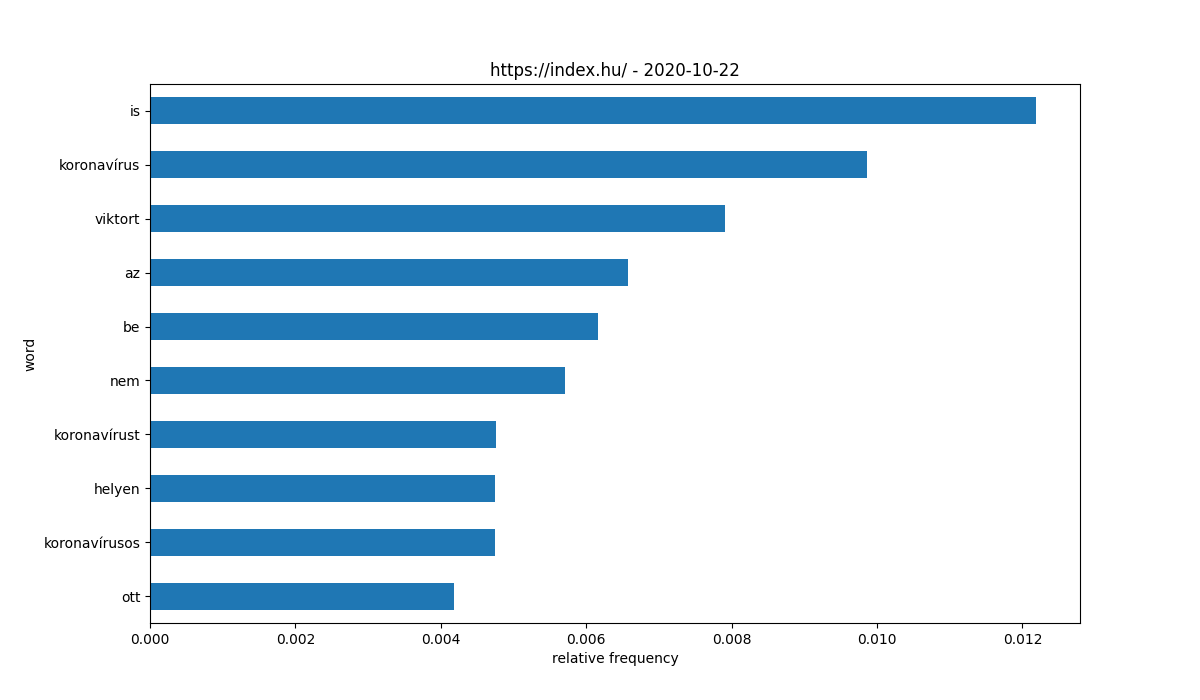 https://index.hu/ - 2020-10-22
is
koronavírus
viktort
az
be
nem
koronavírust
helyen
koronavírusos
ott
word
0.000 0.002 0.004 0.006 0.008 0.010 0.012
relative frequency